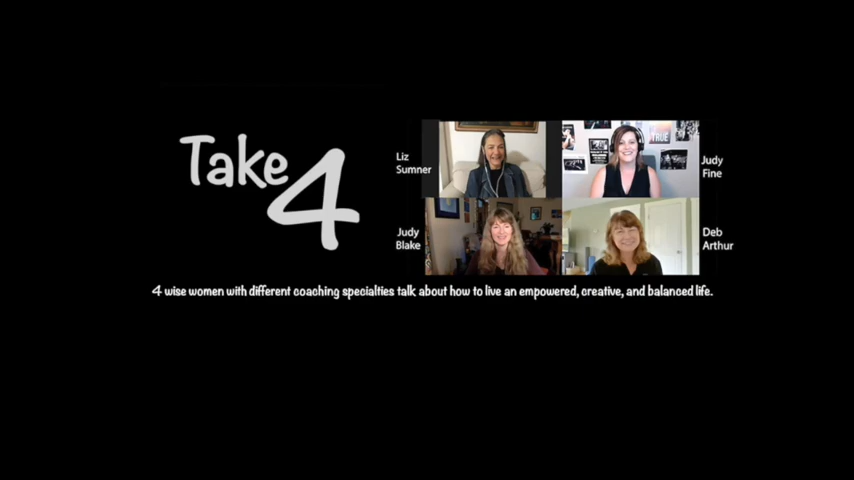 Take
4
Liz
Sumner
Judy
Fine
TRUE
Judy
Blake
Deb
Arthur
4 wise women with different coaching specialties talk about how to live an empowered, creative, and balanced life.